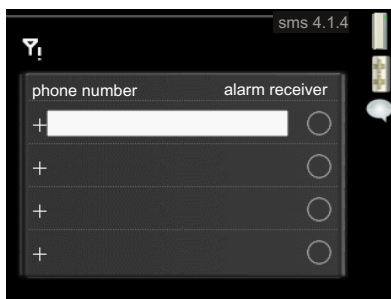 sms 4.1.4
phone number alarm receiver
+
+
+
+